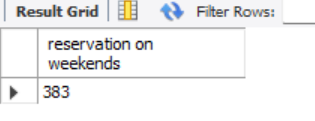 Result Grid Filter Rows:
reservation on
weekends
383